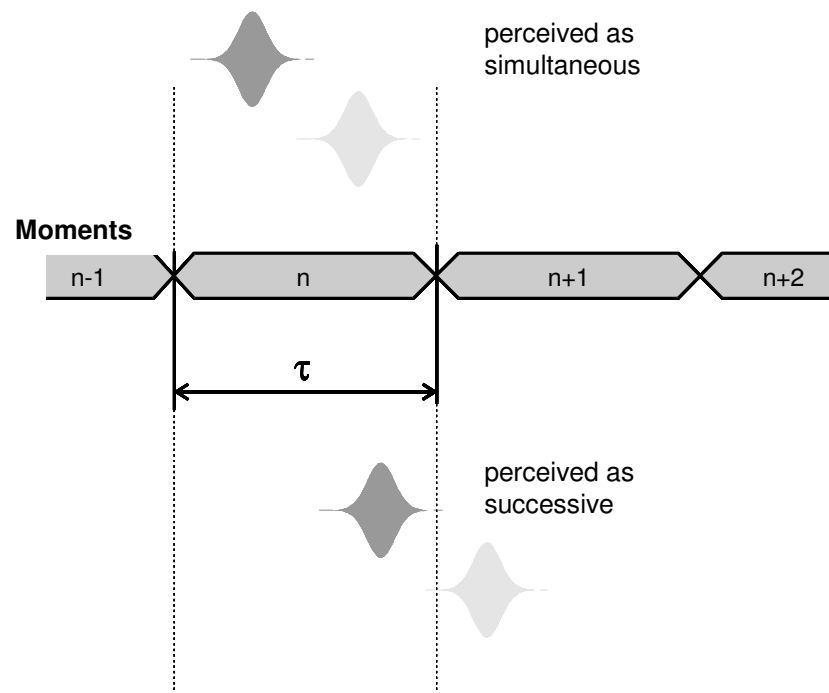 perceived as
simultaneous
Moments
n-1
n
n+1
n+2
τ
perceived as
successive